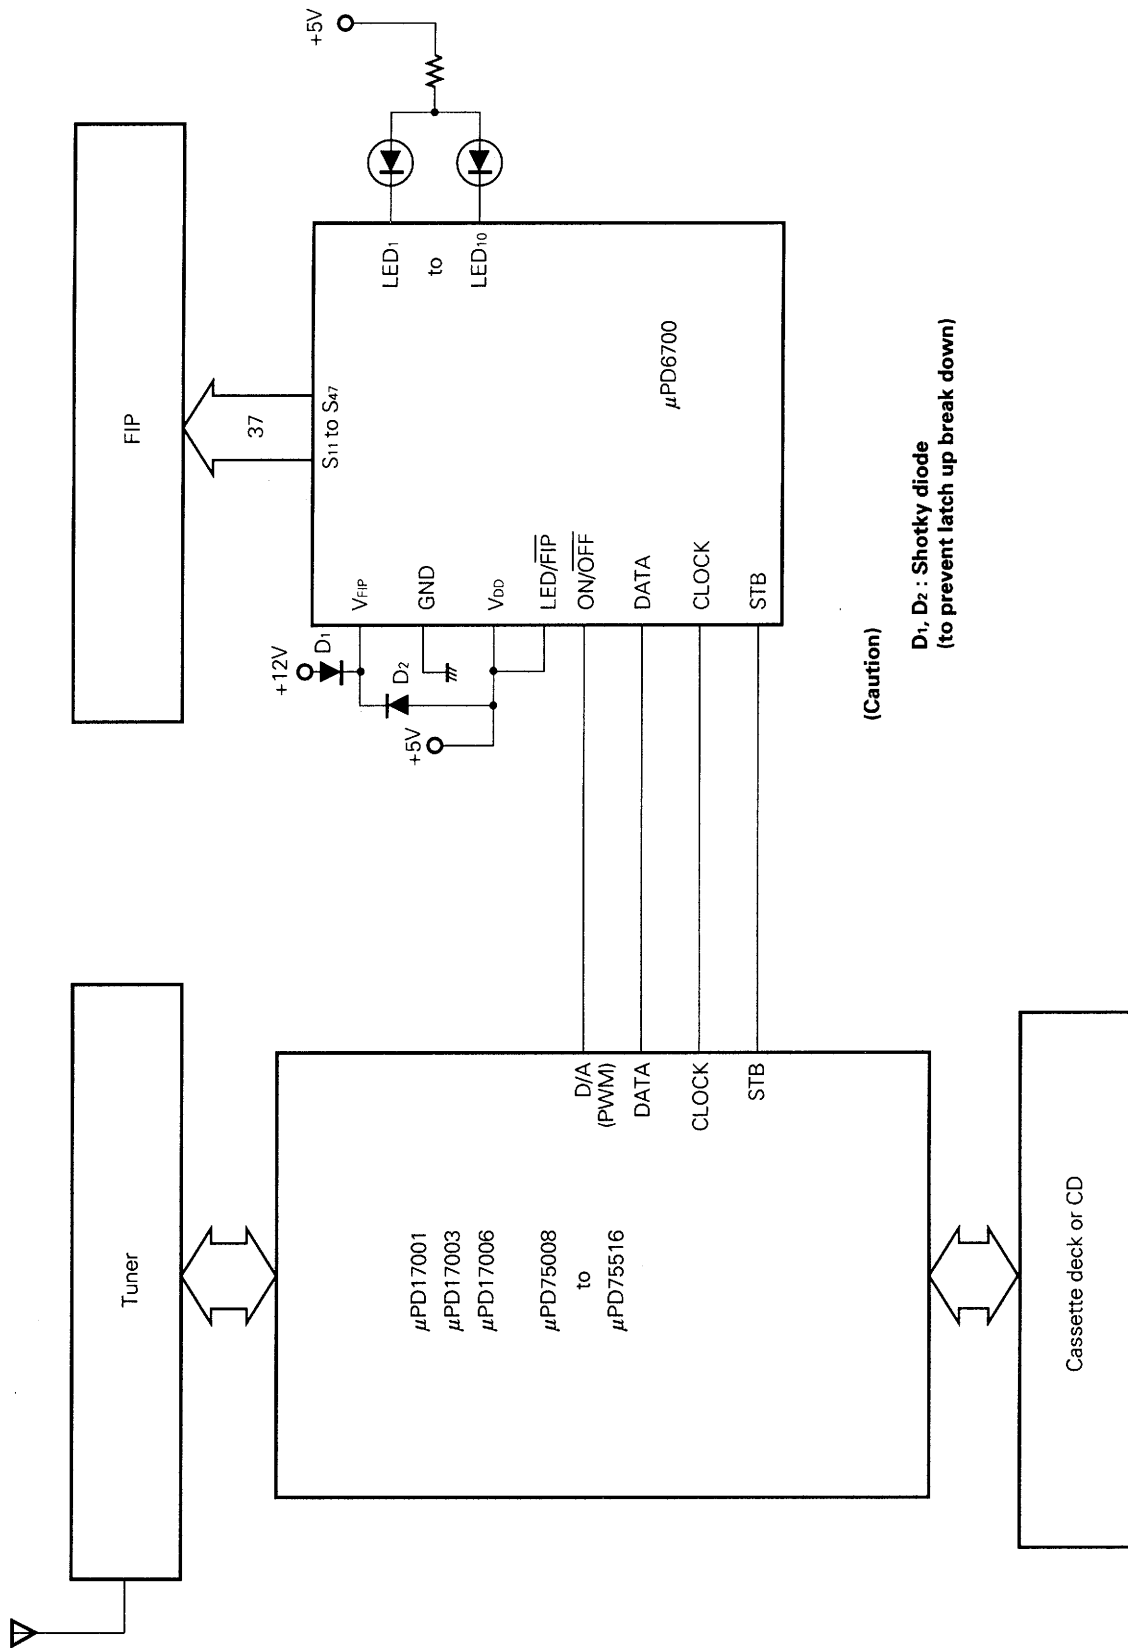 Tuner
FIP
37
S11 to S47
μPD17001
μPD17003
μPD17006
μPD75008
to
μPD75516
D/A
(PWM)
DATA
CLOCK
STB
+12V
D1
D2
+5V
VFIP
GND
VDD
LED/FIP
ON/OFF
DATA
CLOCK
STB
μPD6700
LED1
to
LED10
+5V
Cassette deck or CD
(Caution)
D1, D2 : Shotky diode
(to prevent latch up break down)